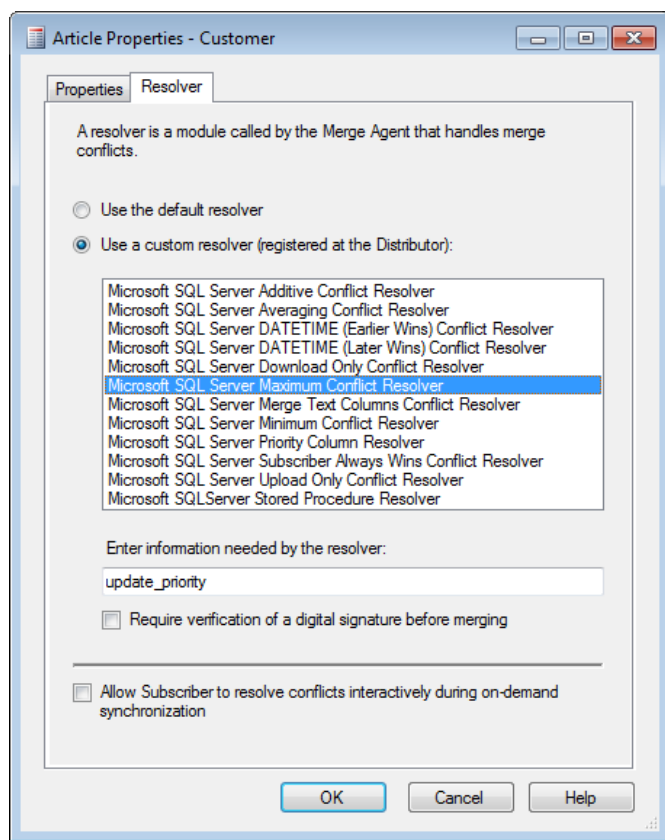 Article Properties - Customer
Properties
Resolver
A resolver is a module called by the Merge Agent that handles merge
conflicts.
Use the default resolver
Use a custom resolver (registered at the Distributor):
Microsoft SQL Server Additive Conflict Resolver
Microsoft SQL Server Averaging Conflict Resolver
Microsoft SQL Server DATETIME (Earlier Wins) Conflict Resolver
Microsoft SQL Server DATETIME (Later Wins) Conflict Resolver
Microsoft SQL Server Download Only Conflict Resolver
Microsoft SQL Server Maximum Conflict Resolver
Microsoft SQL Server Merge Text Columns Conflict Resolver
Microsoft SQL Server Minimum Conflict Resolver
Microsoft SQL Server Priority Column Resolver
Microsoft SQL Server Subscriber Always Wins Conflict Resolver
Microsoft SQL Server Upload Only Conflict Resolver
Microsoft SQLServer Stored Procedure Resolver
Enter information needed by the resolver:
update_priority
Require verification of a digital signature before merging
Allow Subscriber to resolve conflicts interactively during on-demand
synchronization
OK
Cancel
Help